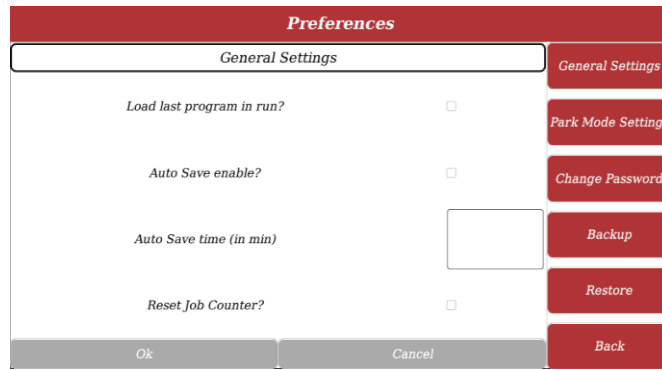 Preferences
General Settings
Load last program in run?
Auto Save enable?
Auto Save time (in min)
Reset Job Counter?
Ok
Cancel
General Settings
Park Mode Setting
Change Password
Backup
Restore
Back